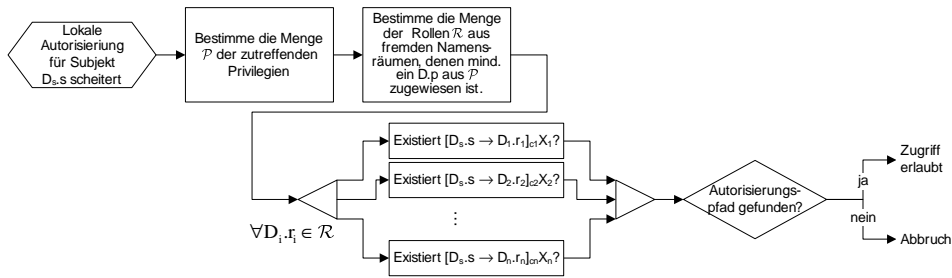 Lokale
Autorisierung
für Subjekt
Dₛ.s scheitert
Bestimme die Menge
𝒫 der zutreffenden
Privilegien
Bestimme die Menge
der Rollen ℛ aus
fremden Namens-
räumen, denen mind.
ein D.p aus 𝒫
zugewiesen ist.
Existiert [Dₛ.s → D₁.r₁]c1X₁?
Existiert [Dₛ.s → D₂.r₂]c2X₂?
⋮
Existiert [Dₛ.s → Dₙ.rₙ]cnXₙ?
∀Dᵢ.rᵢ ∈ ℛ
Autorisierungs-
pfad gefunden?
ja
nein
Zugriff
erlaubt
Abbruch